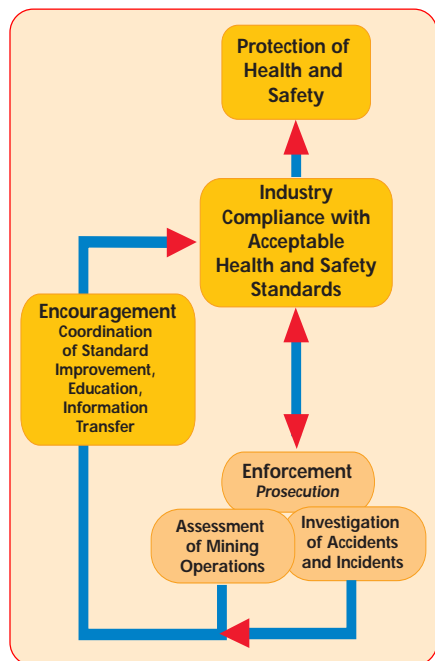 Protection of
Health and
Safety
Industry
Compliance with
Acceptable
Health and Safety
Standards
Encouragement
Coordination
of Standard
Improvement,
Education,
Information
Transfer
Enforcement
Prosecution
Assessment
of Mining
Operations
Investigation
of Accidents
and Incidents